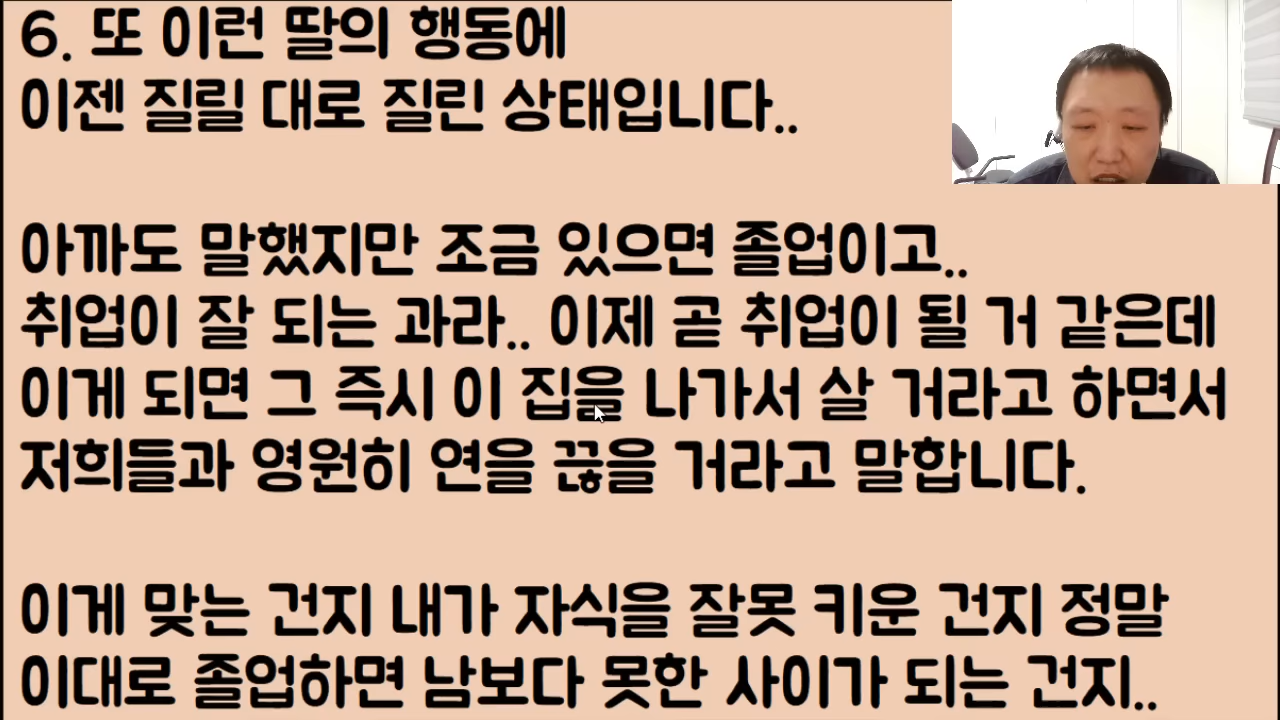 6. 또 이런 딸의 행동에
이젠 질릴 대로 질린 상태입니다..
아까도 말했지만 조금 있으면 졸업이고..
취업이 잘 되는 과라.. 이제 곧 취업이 될 거 같은데
이게 되면 그 즉시 이 집을 나가서 살 거라고 하면서
저희들과 영원히 연을 끊을 거라고 말합니다.
이게 맞는 건지 내가 자식을 잘못 키운 건지 정말
이대로 졸업하면 남보다 못한 사이가 되는 건지..